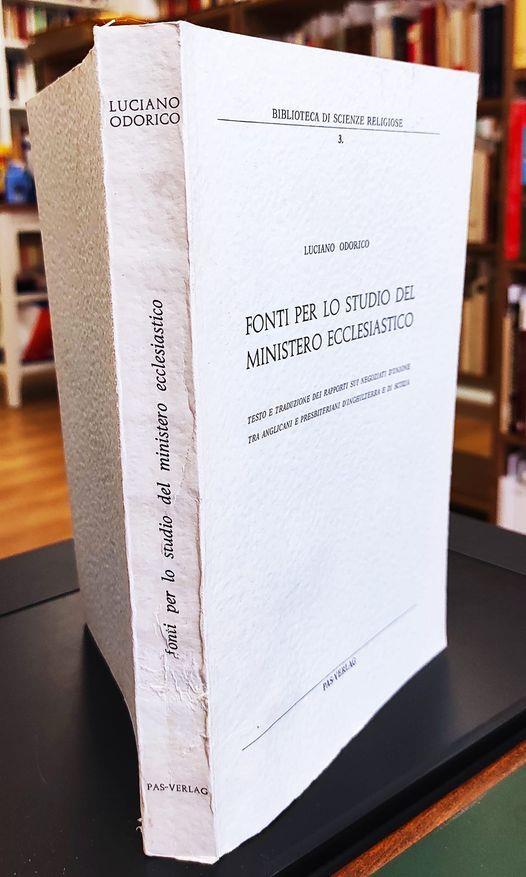 LUCIANO
ODORICO
fonti per lo studio del ministero ecclesiastico
PAS-VERLAG
BIBLIOTECA DI SCIENZE RELIGIOSE
3.
LUCIANO ODORICO
FONTI PER LO STUDIO DEL
MINISTERO ECCLESIASTICO
TESTO E TRADUZIONE DEI RAPPORTI SUI NEGOZIATI D'UNIONE
TRA ANGLICANI E PRESBITERIANI D'INGHILTERRA E DI SCOZIA
PAS-VERLAG